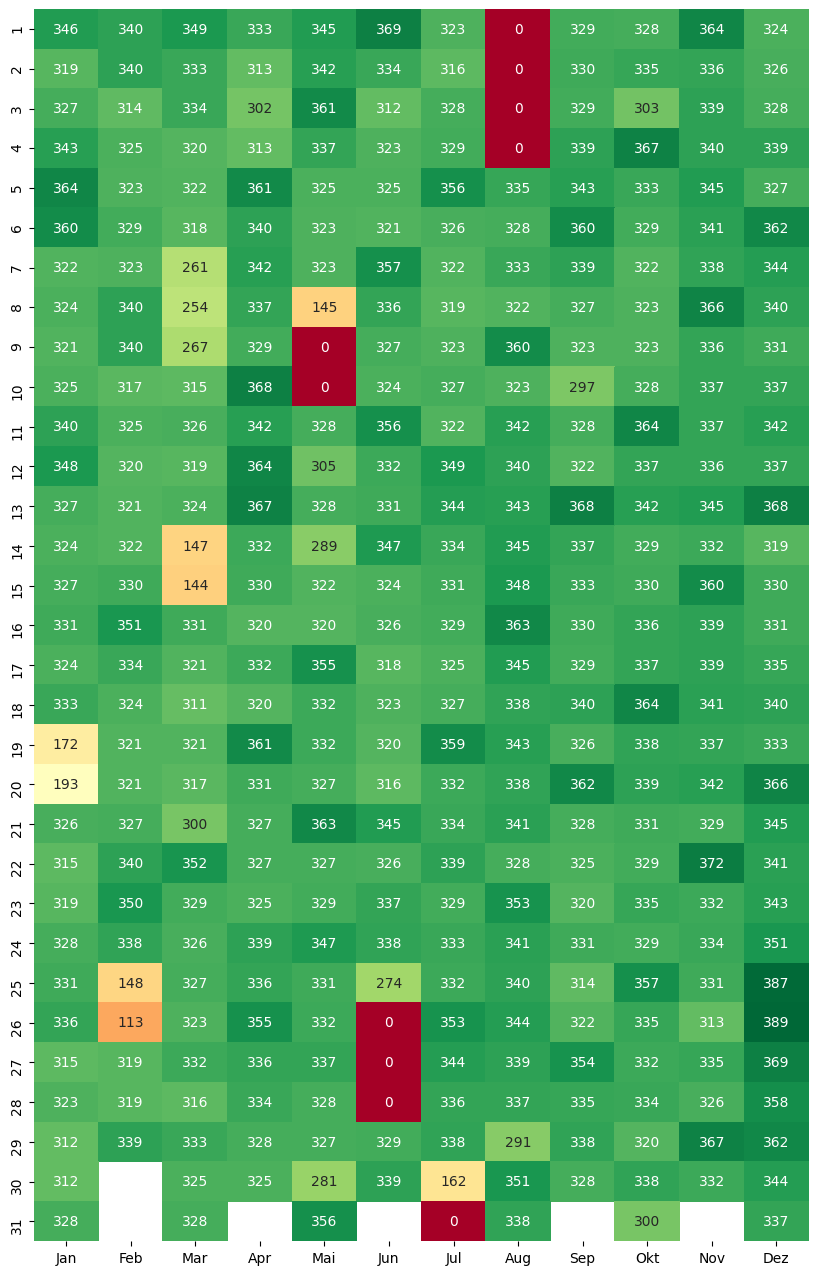 1 346 340 349 333 345 369 323 0 329 328 364 324
2 319 340 333 313 342 334 316 0 330 335 336 326
3 327 314 334 302 361 312 328 0 329 303 339 328
4 343 325 320 313 337 323 329 0 339 367 340 339
5 364 323 322 361 325 325 356 335 343 333 345 327
6 360 329 318 340 323 321 326 328 360 329 341 362
7 322 323 261 342 323 357 322 333 339 322 338 344
8 324 340 254 337 145 336 319 322 327 323 366 340
9 321 340 267 329 0 327 323 360 323 323 336 331
10 325 317 315 368 0 324 327 323 297 328 337 337
11 340 325 326 342 328 356 322 342 328 364 337 342
12 348 320 319 364 305 332 349 340 322 337 336 337
13 327 321 324 367 328 331 344 343 368 342 345 368
14 324 322 147 332 289 347 334 345 337 329 332 319
15 327 330 144 330 322 324 331 348 333 330 360 330
16 331 351 331 320 320 326 329 363 330 336 339 331
17 324 334 321 332 355 318 325 345 329 337 339 335
18 333 324 311 320 332 323 327 338 340 364 341 340
19 172 321 321 361 332 320 359 343 326 338 337 333
20 193 321 317 331 327 316 332 338 362 339 342 366
21 326 327 300 327 363 345 334 341 328 331 329 345
22 315 340 352 327 327 326 339 328 325 329 372 341
23 319 350 329 325 329 337 329 353 320 335 332 343
24 328 338 326 339 347 338 333 341 331 329 334 351
25 331 148 327 336 331 274 332 340 314 357 331 387
26 336 113 323 355 332 0 353 344 322 335 313 389
27 315 319 332 336 337 0 344 339 354 332 335 369
28 323 319 316 334 328 0 336 337 335 334 326 358
29 312 339 333 328 327 329 338 291 338 320 367 362
30 312 325 325 281 339 162 351 328 338 332 344
31 328 328 356 0 338 300 337
Jan Feb Mar Apr Mai Jun Jul Aug Sep Okt Nov Dez